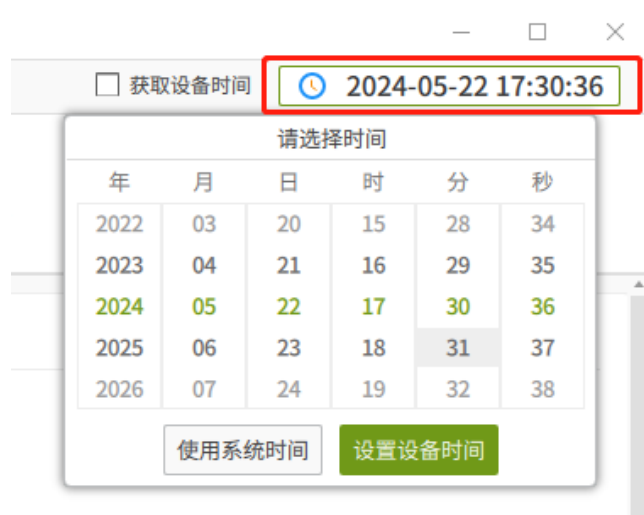 获取设备时间 2024-05-22 17:30:36
请选择时间
年 月 日 时 分 秒
2022 03 20 15 28 34
2023 04 21 16 29 35
2024 05 22 17 30 36
2025 06 23 18 31 37
2026 07 24 19 32 38
使用系统时间 设置设备时间